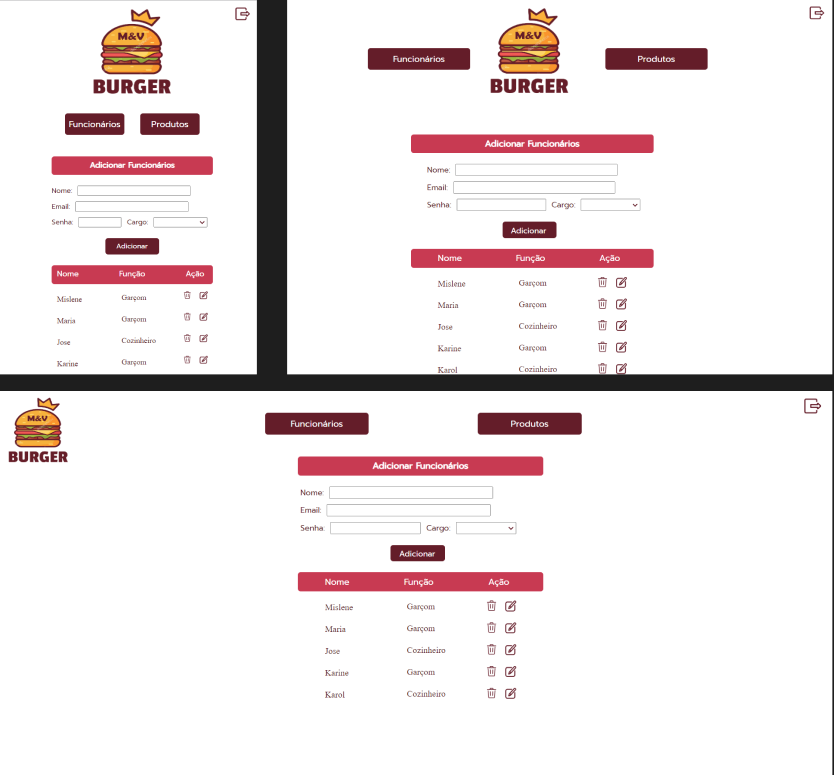 M&V
BURGER
Funcionários Produtos
Adicionar Funcionários
Nome:
Email:
Senha: Cargo:
Adicionar
Nome Função Ação
Mislene Garçom
Maria Garçom
Jose Cozinheiro
Karine Garçom
M&V
BURGER
Funcionários Produtos
Adicionar Funcionários
Nome:
Email:
Senha: Cargo:
Adicionar
Nome Função Ação
Mislene Garçom
Maria Garçom
Jose Cozinheiro
Karine Garçom
Karol Cozinheiro
M&V
BURGER
Funcionários Produtos
Adicionar Funcionários
Nome:
Email:
Senha: Cargo:
Adicionar
Nome Função Ação
Mislene Garçom
Maria Garçom
Jose Cozinheiro
Karine Garçom
Karol Cozinheiro